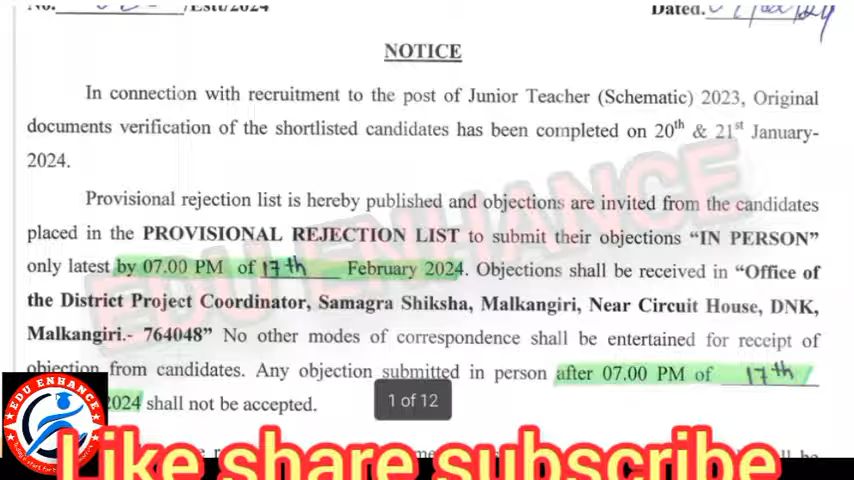 No. /Estt/2024 Dated.
NOTICE
In connection with recruitment to the post of Junior Teacher (Schematic) 2023, Original
documents verification of the shortlisted candidates has been completed on 20th & 21st January-
2024.
Provisional rejection list is hereby published and objections are invited from the candidates
placed in the PROVISIONAL REJECTION LIST to submit their objections “IN PERSON”
only latest by 07.00 PM of 17th February 2024. Objections shall be received in “Office of
the District Project Coordinator, Samagra Shiksha, Malkangiri, Near Circuit House, DNK,
Malkangiri.- 764048” No other modes of correspondence shall be entertained for receipt of
objection from candidates. Any objection submitted in person after 07.00 PM of 17th
2024 shall not be accepted.
EDU ENHANCE
1 of 12
EDU ENHANCE
Like share subscribe